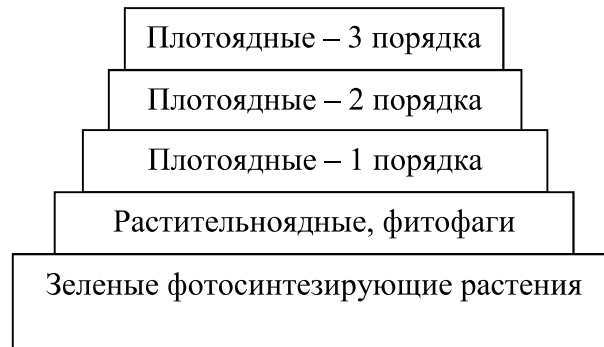 Плотоядные – 3 порядка
Плотоядные – 2 порядка
Плотоядные – 1 порядка
Растительноядные, фитофаги
Зеленые фотосинтезирующие растения